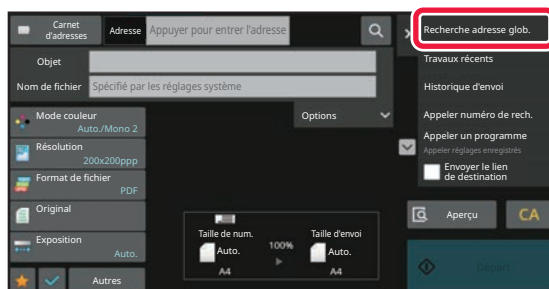 Carnet
d'adresses
Adresse
Appuyer pour entrer l'adresse
Recherche adresse glob.
Objet
Travaux récents
Nom de fichier
Spécifié par les réglages système
Historique d'envoi
Mode couleur
Auto./Mono 2
Options
Appeler numéro de rech.
Résolution
200x200ppp
Appeler un programme
Appeler réglages enregistrés
Format de fichier
PDF
Envoyer le lien
de destination
Original
Aperçu
CA
Exposition
Auto.
Taille de num.
Auto.
A4
100%
Taille d'envoi
Auto.
A4
Départ
Autres